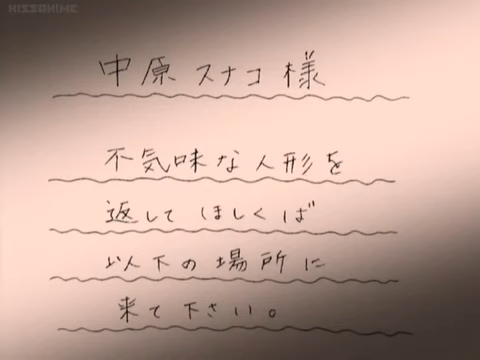 HISSANIME
中原スナコ様
不気味な人形を
返してほしくば
以下の場所に
来て下さい。